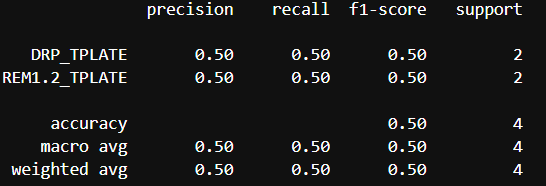 precision recall f1-score support
DRP_TPLATE 0.50 0.50 0.50 2
REM1.2_TPLATE 0.50 0.50 0.50 2
accuracy 0.50 4
macro avg 0.50 0.50 0.50 4
weighted avg 0.50 0.50 0.50 4